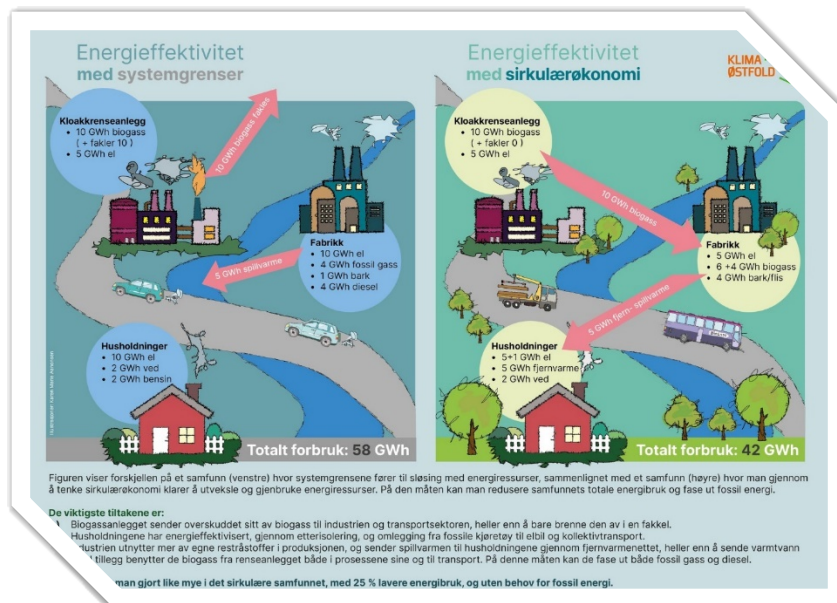 Energieffektivitet
med systemgrenser
Kloakkrenseanlegg
• 10 GWh biogass
( + fakler 10 )
• 5 GWh el
10 GWh biogass fakles
5 GWh spillvarme
Fabrikk
• 10 GWh el
• 4 GWh fossil gass
• 1 GWh bark
• 4 GWh diesel
Husholdninger
• 10 GWh el
• 2 GWh ved
• 2 GWh bensin
Totalt forbruk: 58 GWh
Energieffektivitet
med sirkulærøkonomi
KLIMA
ØSTFOLD
Kloakkrenseanlegg
• 10 GWh biogass
( + fakler 0 )
• 5 GWh el
10 GWh biogass
Fabrikk
• 5 GWh el
• 6 +4 GWh biogass
• 4 GWh bark/flis
5 GWh fjern- spillvarme
Husholdninger
• 5+1 GWh el
• 5 GWh fjernvarme
• 2 GWh ved
Totalt forbruk: 42 GWh
Figuren viser forskjellen på et samfunn (venstre) hvor systemgrensene fører til sløsing med energiressurser, sammenlignet med et samfunn (høyre) hvor man gjennom
å tenke sirkulærøkonomi klarer å utveksle og gjenbruke energiressurser. På den måten kan man redusere samfunnets totale energibruk og fase ut fossil energi.
De viktigste tiltakene er:
Biogassanlegget sender overskuddet sitt av biogass til industrien og transportsektoren, heller enn å bare brenne den av i en fakkel.
Husholdningene har energieffektivisert, gjennom etterisolering, og omlegging fra fossile kjøretøy til elbil og kollektivtransport.
industrien utnytter mer av egne restråstoffer i produksjonen, og sender spillvarmen til husholdningene gjennom fjernvarmenettet, heller enn å sende varmtvann
tillegg benytter de biogass fra renseanlegget både i prosessene sine og til transport. På denne måten kan de fase ut både fossil gass og diesel.
man gjort like mye i det sirkulære samfunnet, med 25 % lavere energibruk, og uten behov for fossil energi.